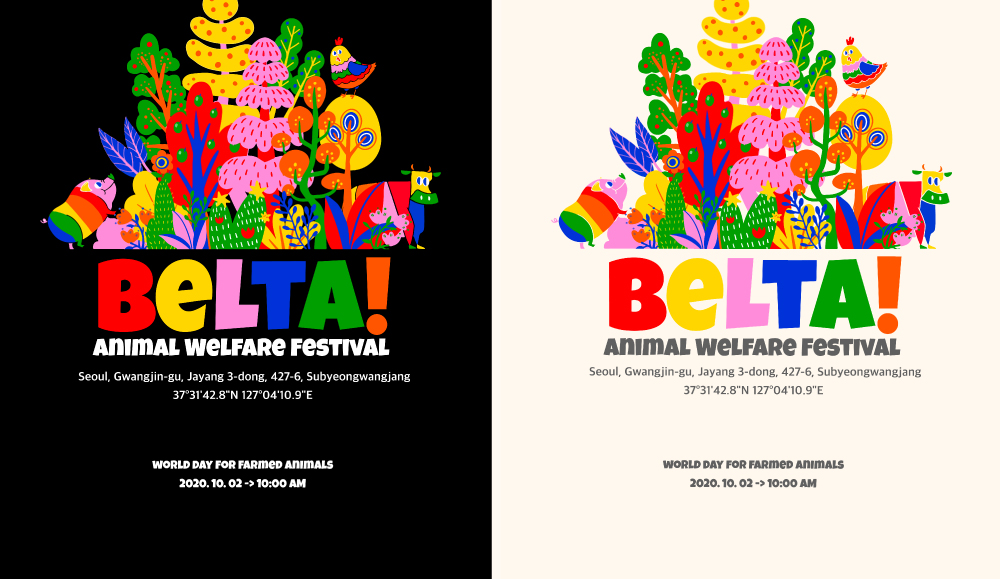 BeLTA!
ANIMAL WELFARE FESTIVAL
Seoul, Gwangjin-gu, Jayang 3-dong, 427-6, Subyeongwangjang
37°31'42.8"N 127°04'10.9"E
WORLD DAY FOR FARMED ANIMALS
2020. 10. 02 -> 10:00 AM
BeLTA!
ANIMAL WELFARE FESTIVAL
Seoul, Gwangjin-gu, Jayang 3-dong, 427-6, Subyeongwangjang
37°31'42.8"N 127°04'10.9"E
WORLD DAY FOR FARMED ANIMALS
2020. 10. 02 -> 10:00 AM